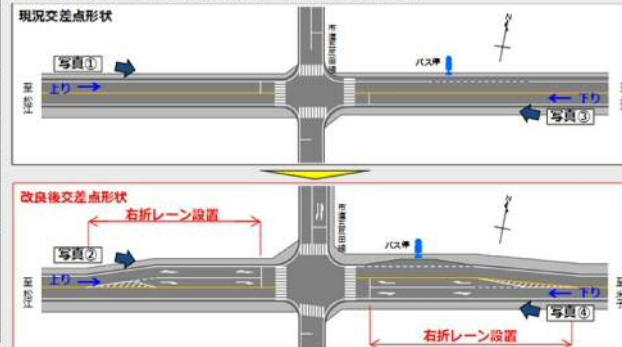 現況交差点形状
N
バス停
写真①
上り
下り
写真③
改良後交差点形状
右折レーン設置
N
写真②
バス停
上り
下り
写真④
右折レーン設置